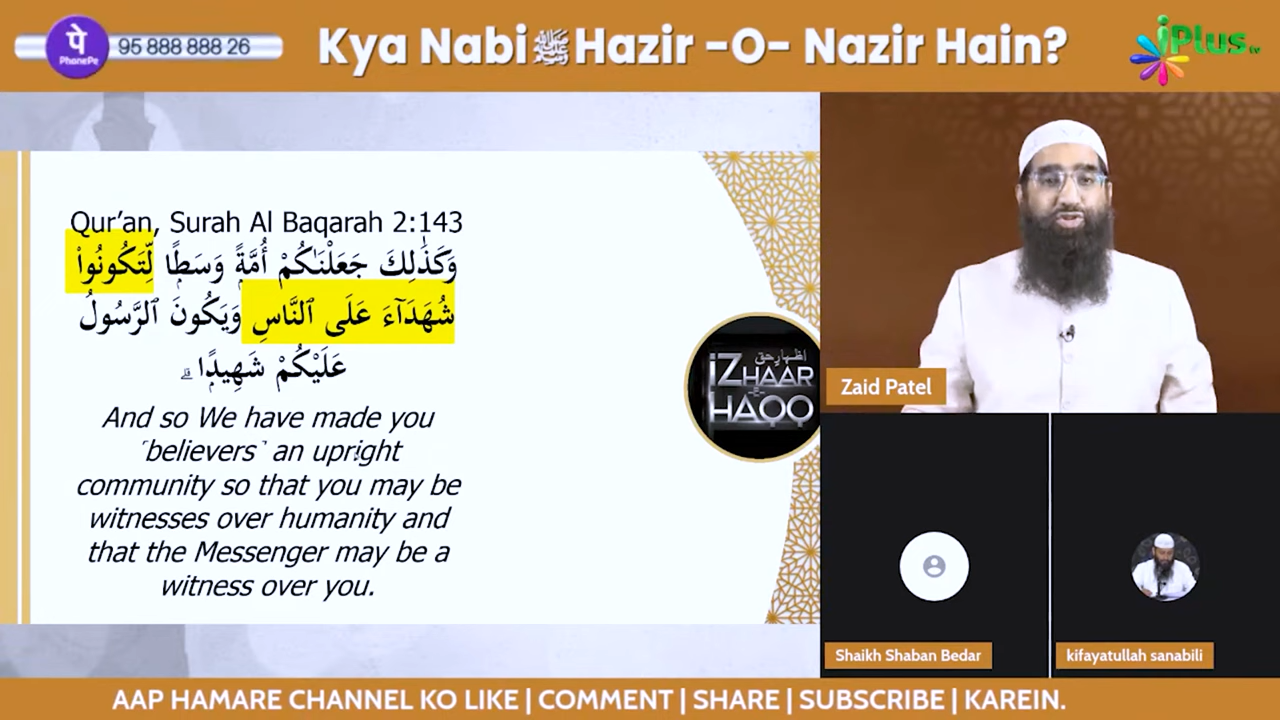 पे
PhonePe
95 888 888 26
Kya Nabi ﷺ Hazir -O- Nazir Hain?
iPlus tv
Qur’an, Surah Al Baqarah 2:143
وَكَذَٰلِكَ جَعَلْنَـٰكُمْ أُمَّةًۭ وَسَطًۭا لِّتَكُونُوا۟
شُهَدَآءَ عَلَى ٱلنَّاسِ وَيَكُونَ ٱلرَّسُولُ
عَلَيْكُمْ شَهِيدًۭا ۗ
And so We have made you
˹believers˺ an upright
community so that you may be
witnesses over humanity and
that the Messenger may be a
witness over you.
اظہار حق
iZHAAR
-E-
HAQQ
Zaid Patel
Shaikh Shaban Bedar
kifayatullah sanabili
AAP HAMARE CHANNEL KO LIKE | COMMENT | SHARE | SUBSCRIBE | KAREIN.